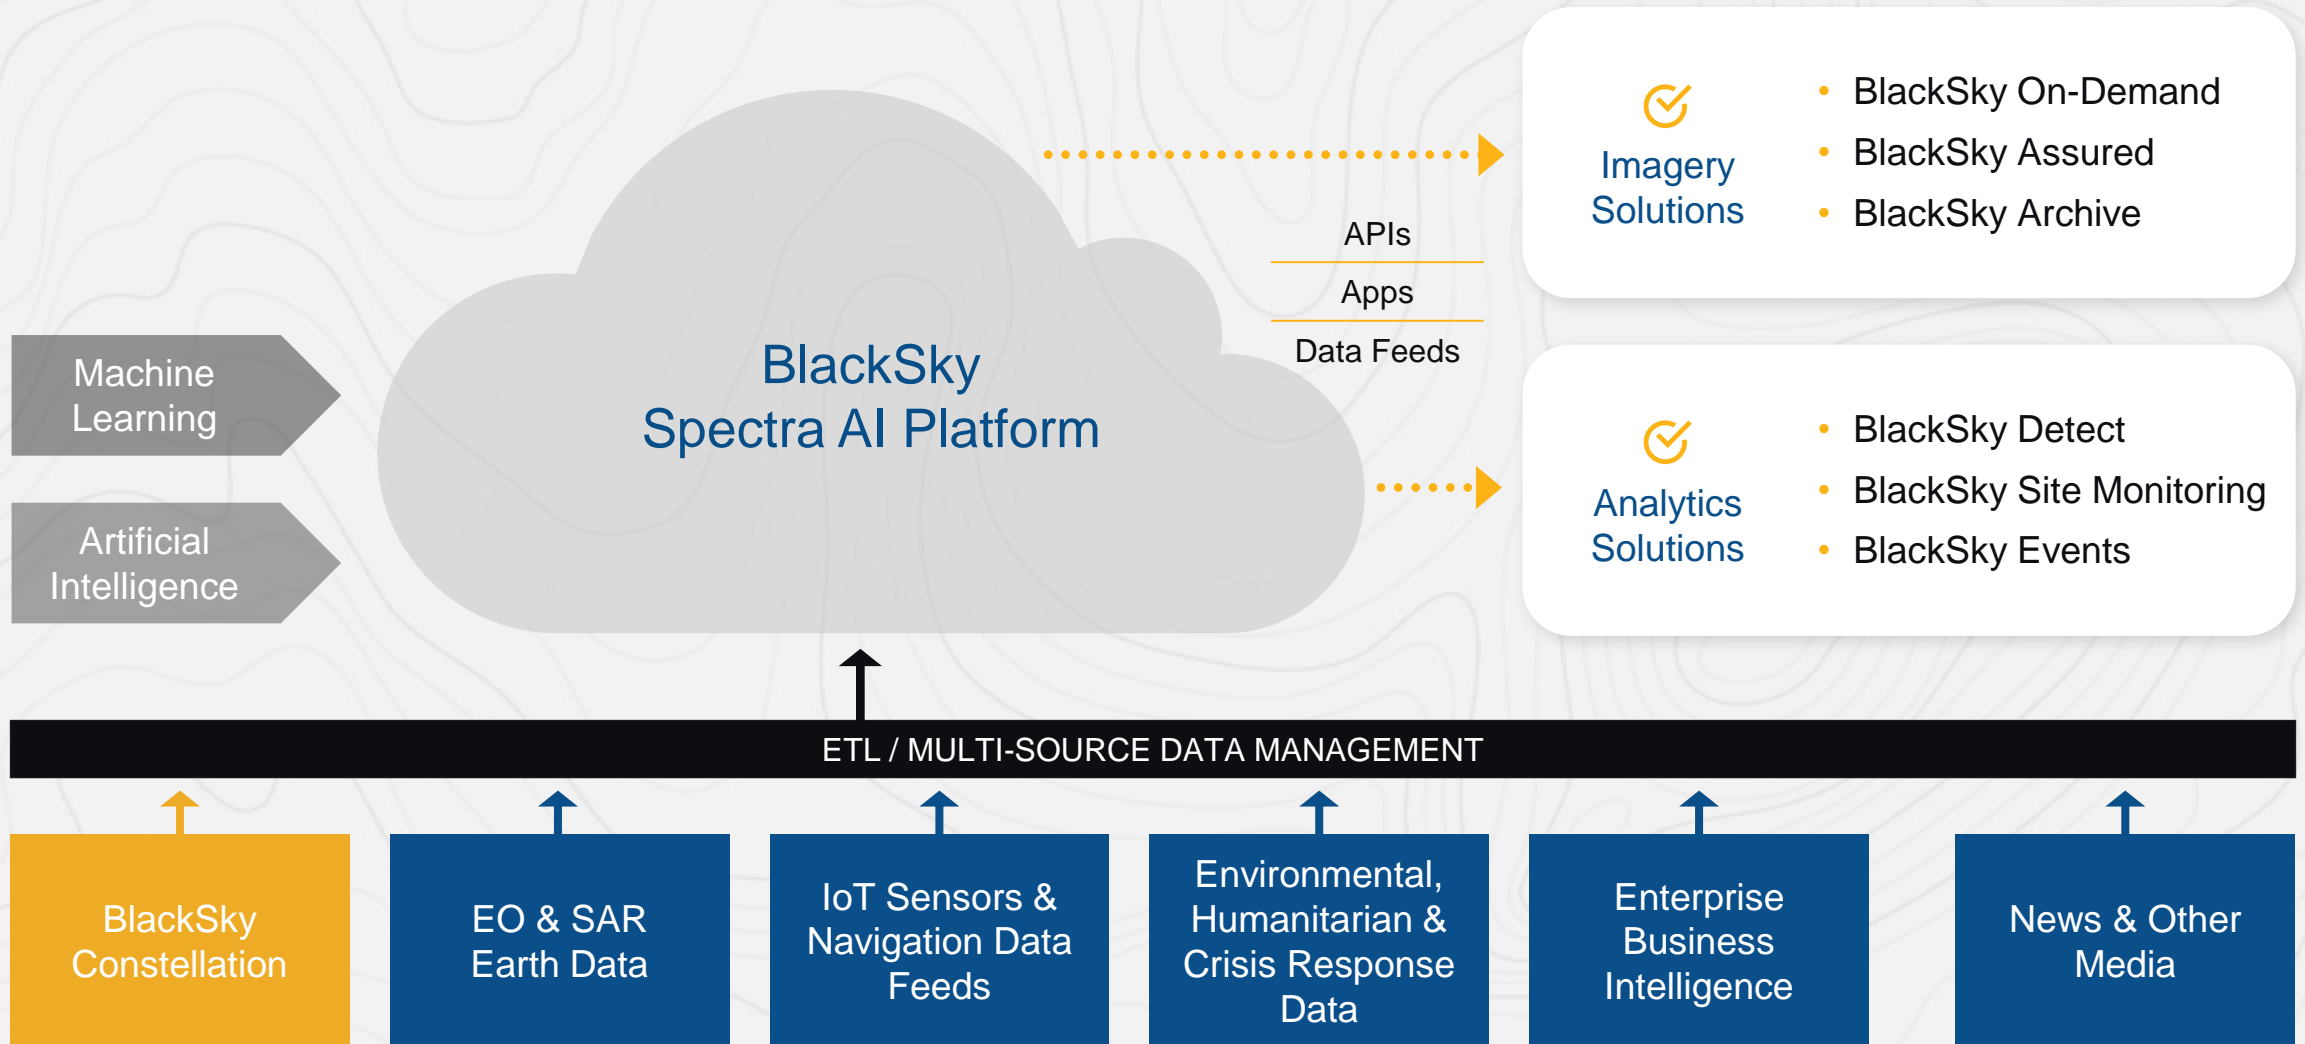 BlackSky On-Demand
BlackSky Assured
BlackSky Archive
Imagery
Solutions
APIs
Apps
Data Feeds
Machine
Learning
Artificial
Intelligence
BlackSky
Spectra AI Platform
BlackSky Detect
BlackSky Site Monitoring
BlackSky Events
Analytics
Solutions
ETL / MULTI-SOURCE DATA MANAGEMENT
BlackSky
Constellation
EO & SAR
Earth Data
IoT Sensors &
Navigation Data
Feeds
Environmental,
Humanitarian &
Crisis Response
Data
Enterprise
Business
Intelligence
News & Other
Media